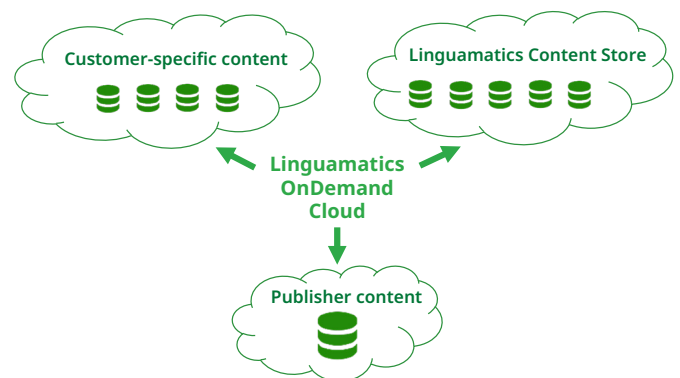 Customer-specific content
Linguamatics Content Store
Linguamatics
OnDemand
Cloud
Publisher content